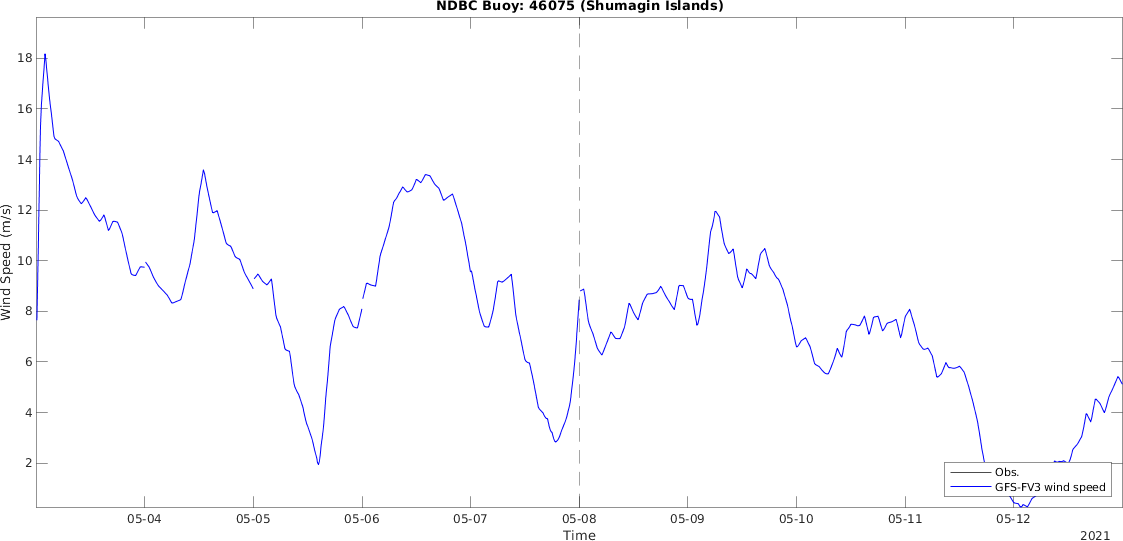 NDBC Buoy: 46075 (Shumagin Islands)
18
16
14
12
10
8
6
4
2
Wind Speed (m/s)
Obs.
GFS-FV3 wind speed
05-04 05-05 05-06 05-07 05-08 05-09 05-10 05-11 05-12
Time
2021